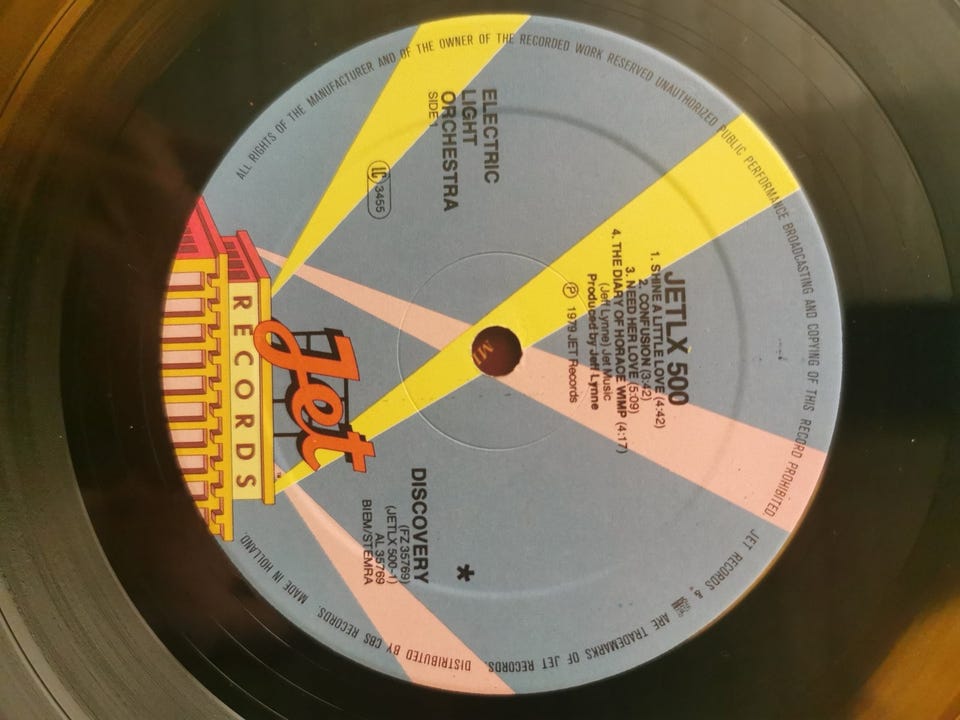 ALL RIGHTS OF THE MANUFACTURER AND OF THE OWNER OF THE RECORDED WORK RESERVED UNAUTHORIZED PUBLIC PERFORMANCE BROADCASTING AND COPYING OF THIS RECORD PROHIBITED.
JETLX 500
1. SHINE A LITTLE LOVE (4:42)
2. CONFUSION (3:42)
3. NEED HER LOVE (5:09)
4. THE DIARY OF HORACE WIMP (4:17)
(Jeff Lynne) Jet Music
Produced by Jeff Lynne
Ⓟ 1979 JET Records
ELECTRIC
LIGHT
ORCHESTRA
SIDE 1
LC 3455
*
DISCOVERY
(FZ 35769)
(JETLX 500-1)
AL 35769
BIEM/STEMRA
Jet
RECORDS
JET RECORDS & ARE TRADEMARKS OF JET RECORDS. DISTRIBUTED BY CBS RECORDS. MADE IN HOLLAND.